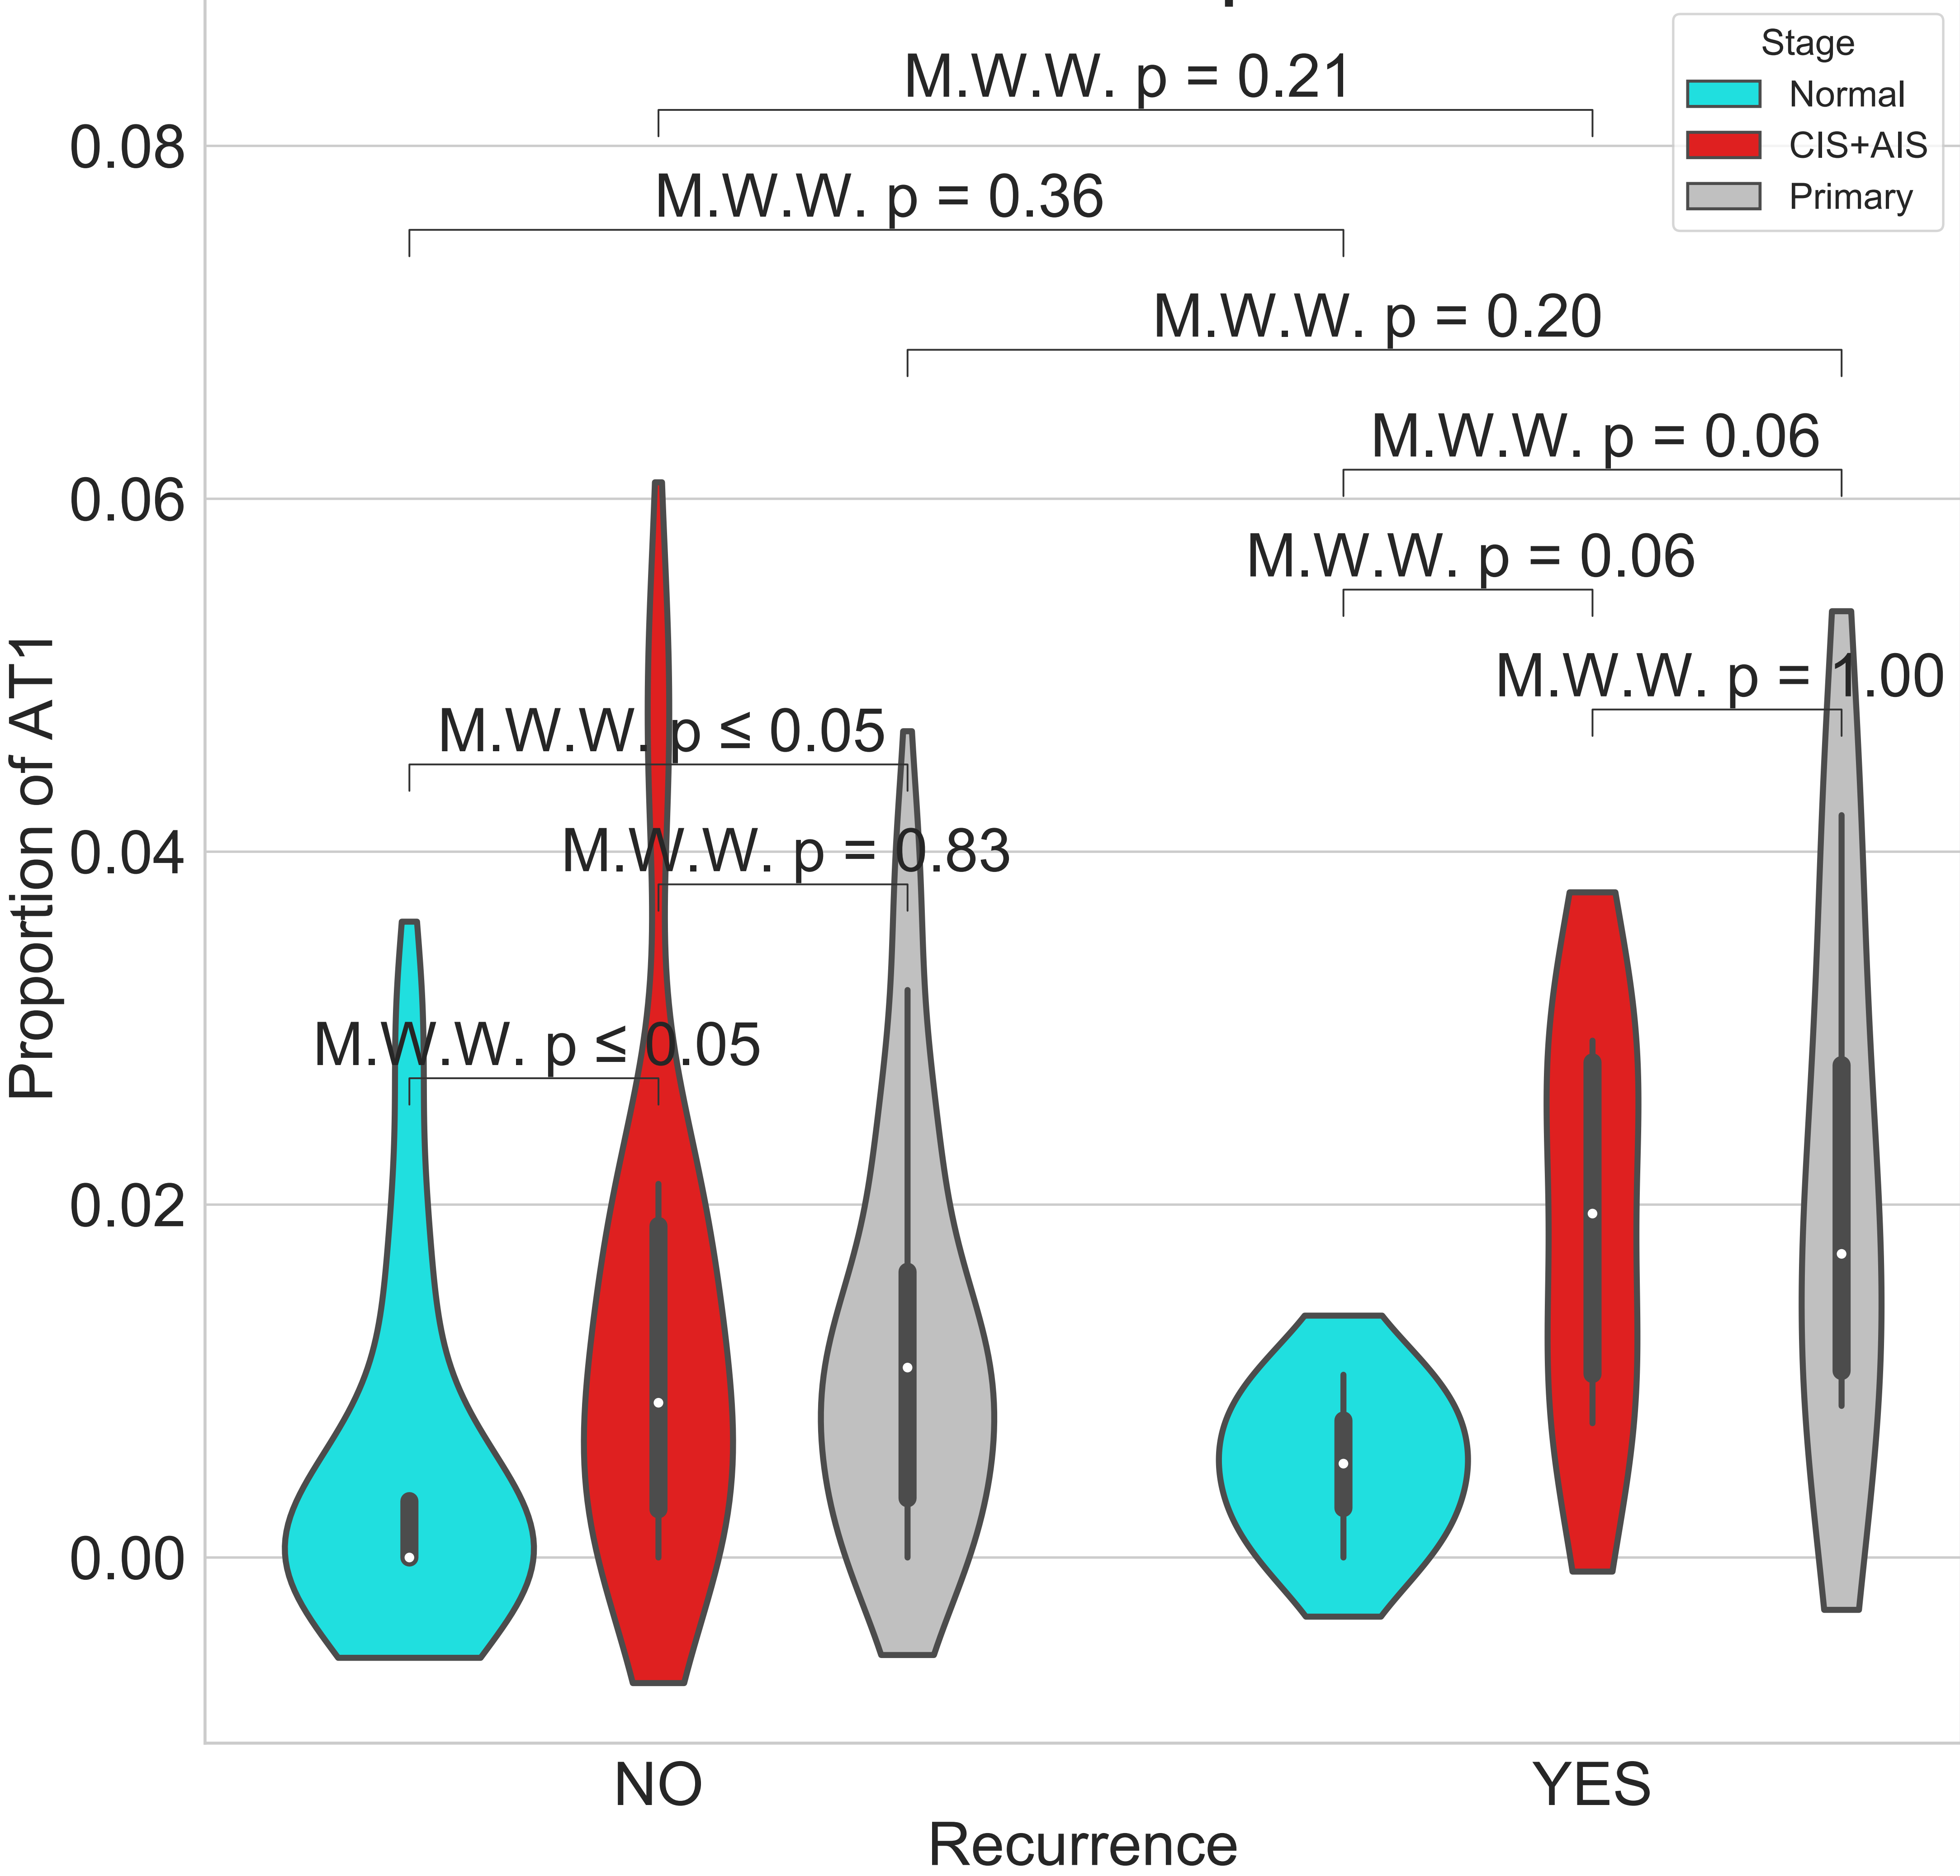 Stage
Normal
CIS+AIS
Primary
M.W.W. p = 0.21
0.08
M.W.W. p = 0.36
M.W.W. p = 0.20
M.W.W. p = 0.06
0.06
M.W.W. p = 0.06
M.W.W. p = 1.00
M.W.W. p ≤ 0.05
M.W.W. p = 0.83
0.04
M.W.W. p ≤ 0.05
0.02
0.00
Proportion of AT1
NO
YES
Recurrence